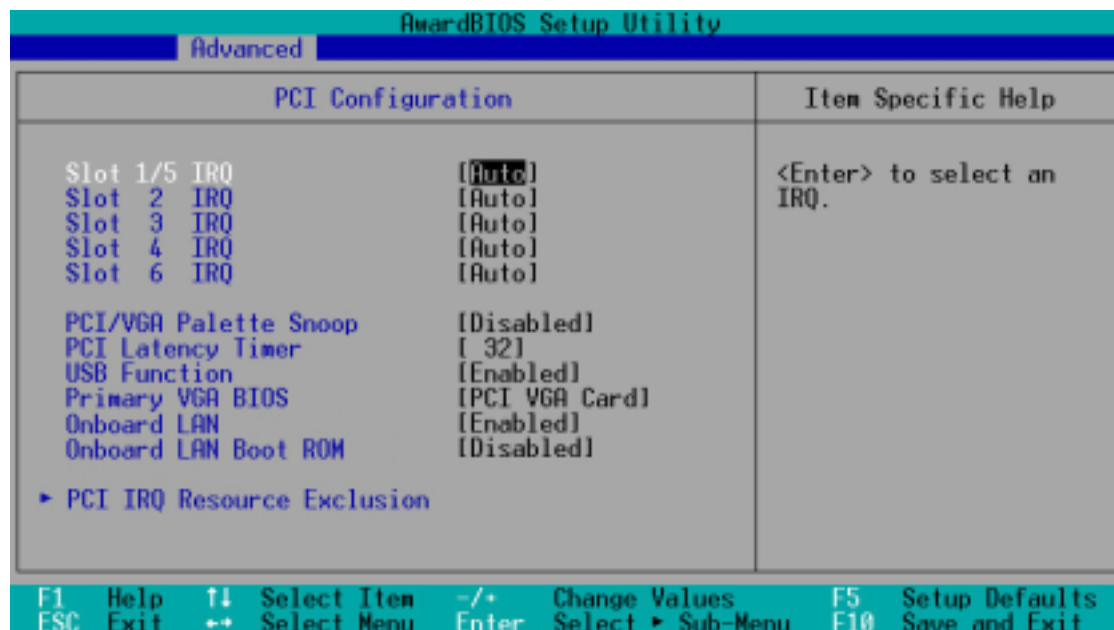 AwardBIOS Setup Utility
Advanced
PCI Configuration
Item Specific Help
Slot 1/5 IRQ [Auto]
Slot 2 IRQ [Auto]
Slot 3 IRQ [Auto]
Slot 4 IRQ [Auto]
Slot 6 IRQ [Auto]
PCI/VGA Palette Snoop [Disabled]
PCI Latency Timer [ 32]
USB Function [Enabled]
Primary VGA BIOS [PCI VGA Card]
Onboard LAN [Enabled]
Onboard LAN Boot ROM [Disabled]
► PCI IRQ Resource Exclusion
<Enter> to select an
IRQ.
F1 Help ↑↓ Select Item -/+ Change Values F5 Setup Defaults
ESC Exit ←→ Select Menu Enter Select ► Sub-Menu F10 Save and Exit